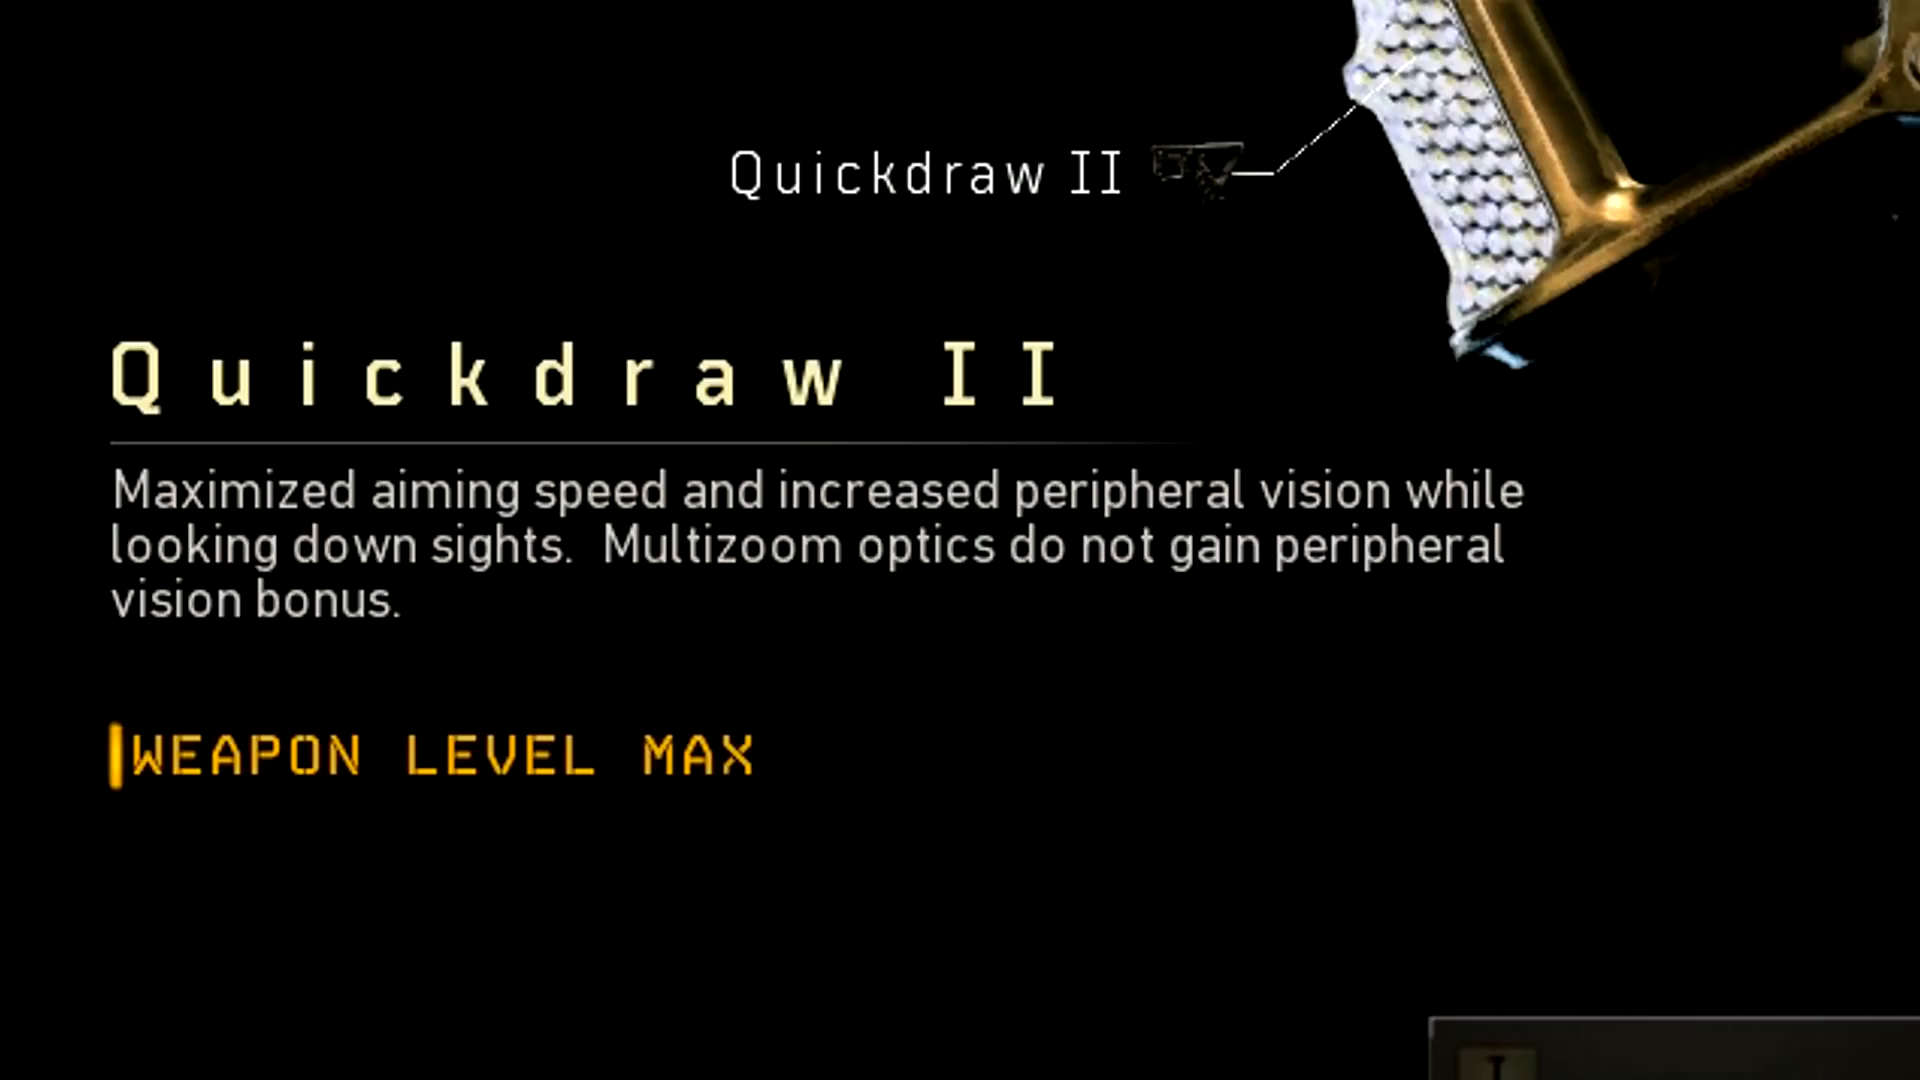 Quickdraw II
Quickdraw II
Maximized aiming speed and increased peripheral vision while
looking down sights.  Multizoom optics do not gain peripheral
vision bonus.
WEAPON LEVEL MAX